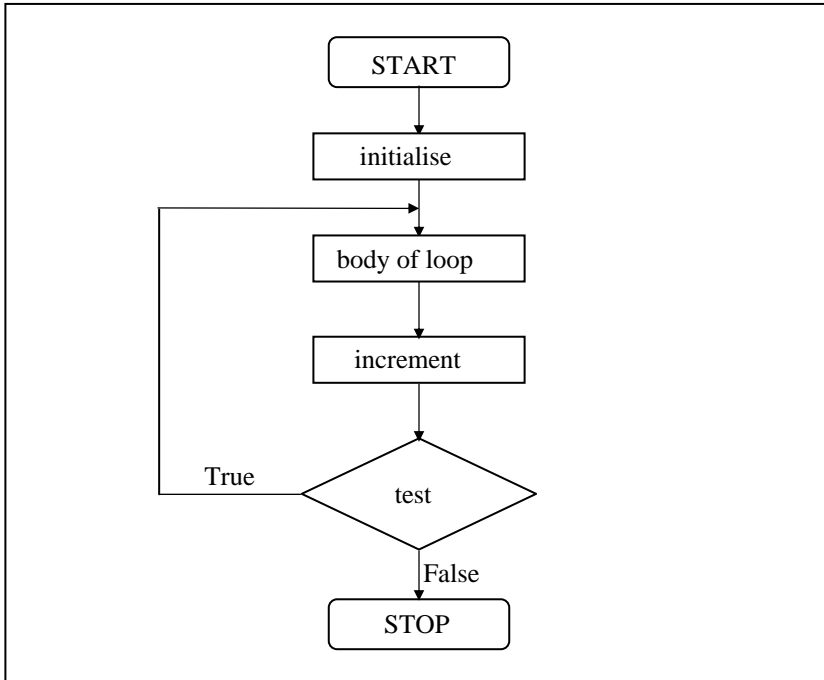 START
initialise
body of loop
increment
True
test
False
STOP